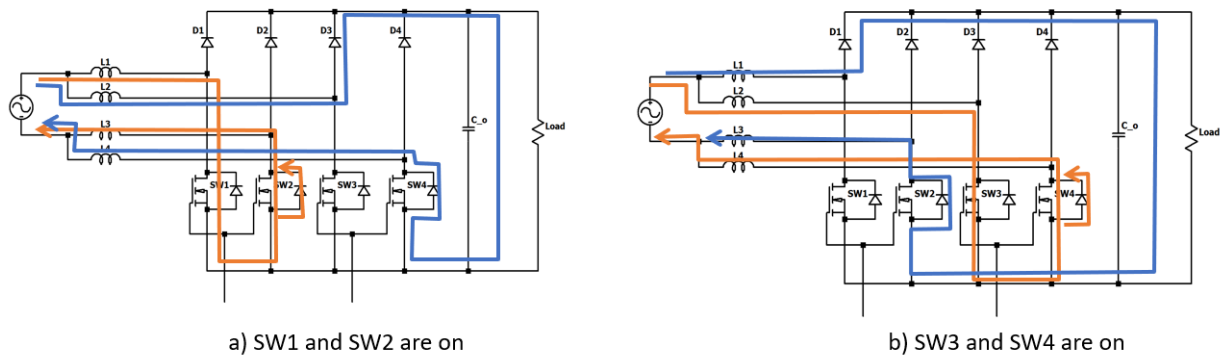 D1 D2 D3 D4
L1
L2
L3
L4
C_o
Load
SW1 SW2 SW3 SW4
a) SW1 and SW2 are on
D1 D2 D3 D4
L1
L2
L3
L4
C_o
Load
SW1 SW2 SW3 SW4
b) SW3 and SW4 are on